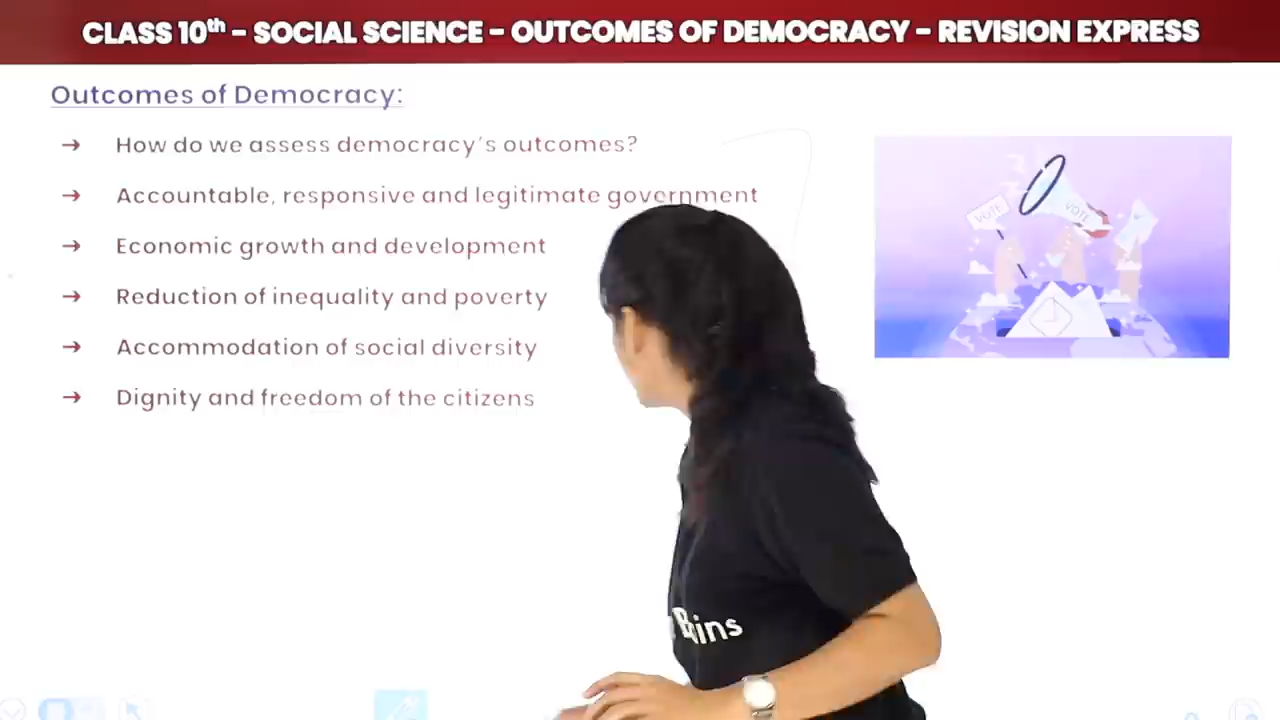 CLASS 10th - SOCIAL SCIENCE - OUTCOMES OF DEMOCRACY - REVISION EXPRESS
Outcomes of Democracy:
→ How do we assess democracy's outcomes?
→ Accountable, responsive and legitimate government
→ Economic growth and development
→ Reduction of inequality and poverty
→ Accommodation of social diversity
→ Dignity and freedom of the citizens
VOTE
VOTE